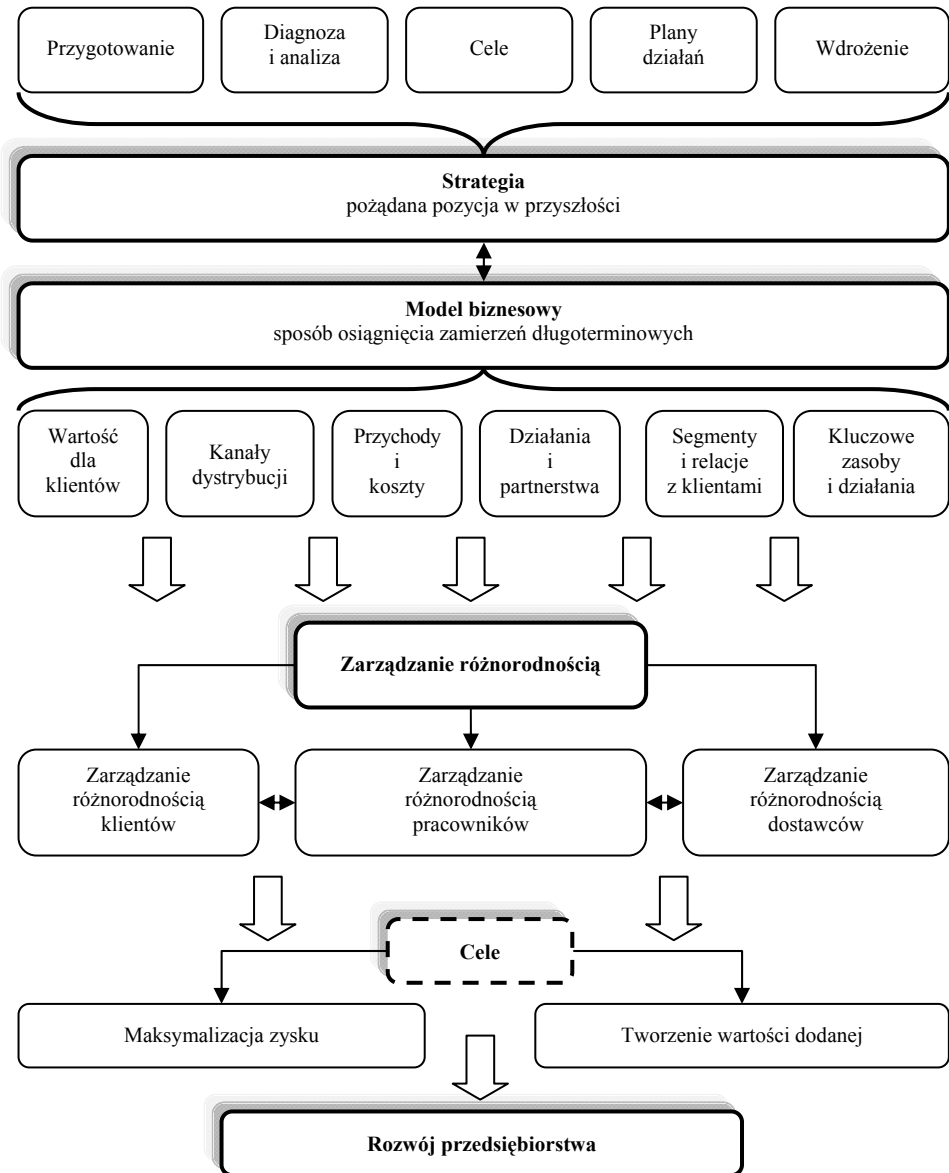 Przygotowanie
Diagnoza
i analiza
Cele
Plany
działań
Wdrożenie
Strategia
pożądana pozycja w przyszłości
Model biznesowy
sposób osiągnięcia zamierzeń długoterminowych
Wartość
dla
klientów
Kanały
dystrybucji
Przychody
i
koszty
Działania
i
partnerstwa
Segmenty
i relacje
z klientami
Kluczowe
zasoby
i działania
Zarządzanie różnorodnością
Zarządzanie
różnorodnością
klientów
Zarządzanie
różnorodnością
pracowników
Zarządzanie
różnorodnością
dostawców
Cele
Maksymalizacja zysku
Tworzenie wartości dodanej
Rozwój przedsiębiorstwa